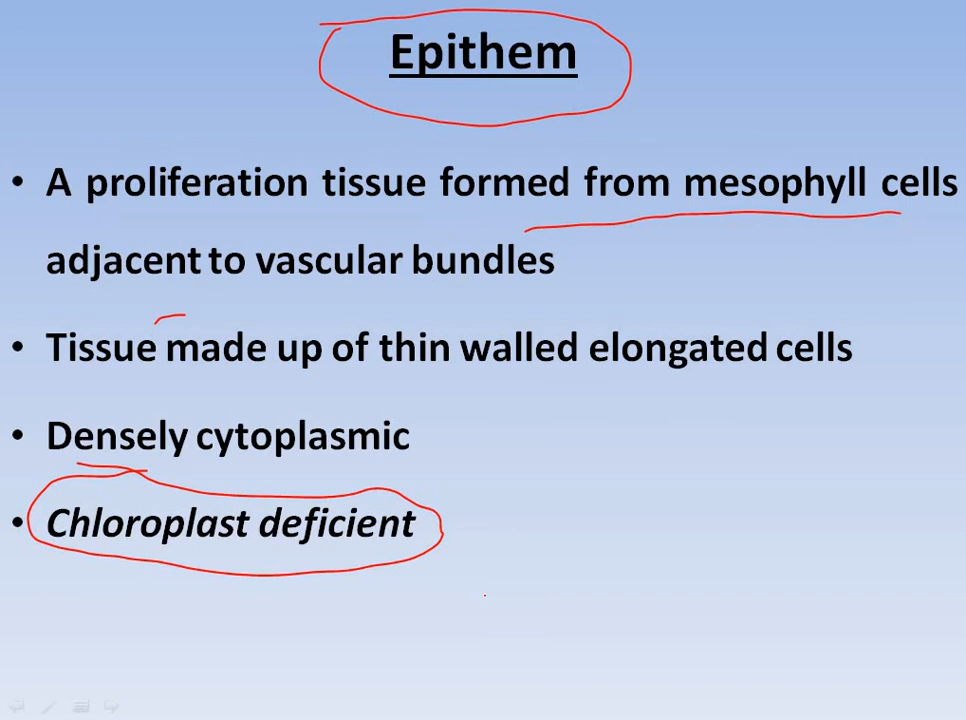 Epithem
• A proliferation tissue formed from mesophyll cells
adjacent to vascular bundles
• Tissue made up of thin walled elongated cells
• Densely cytoplasmic
• Chloroplast deficient